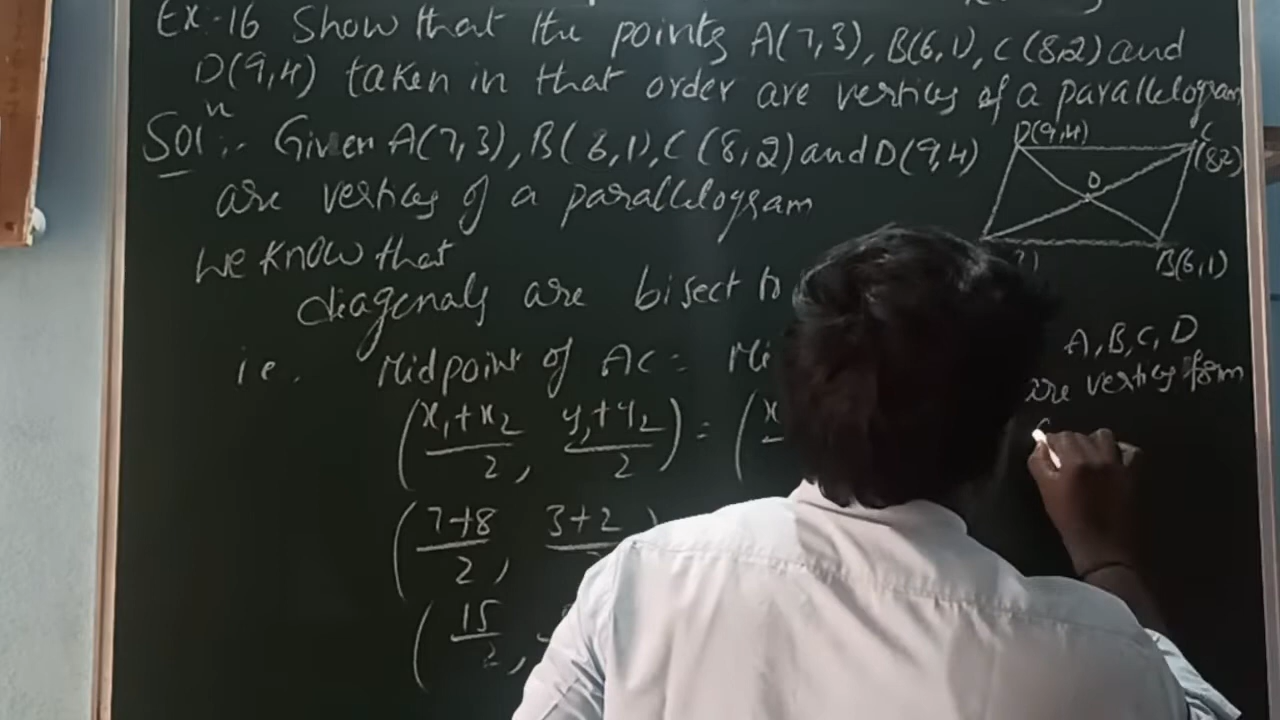 Ex-16 Show that the points A(7,3), B(6,1), C(8,2) and
D(9,4) taken in that order are vertices of a parallelogram
Solⁿ:- Given A(7,3), B(6,1), C(8,2) and D(9,4)
are vertices of a parallelogram
We know that
diagonals are bisect to
i.e. Midpoint of AC = Mi
(x₁+x₂/2, y₁+y₂/2) = (x
(7+8/2, 3+2
(15/2,
D(9,4)
C
(8,2)
O
B(6,1)
A, B, C, D
are vertices form